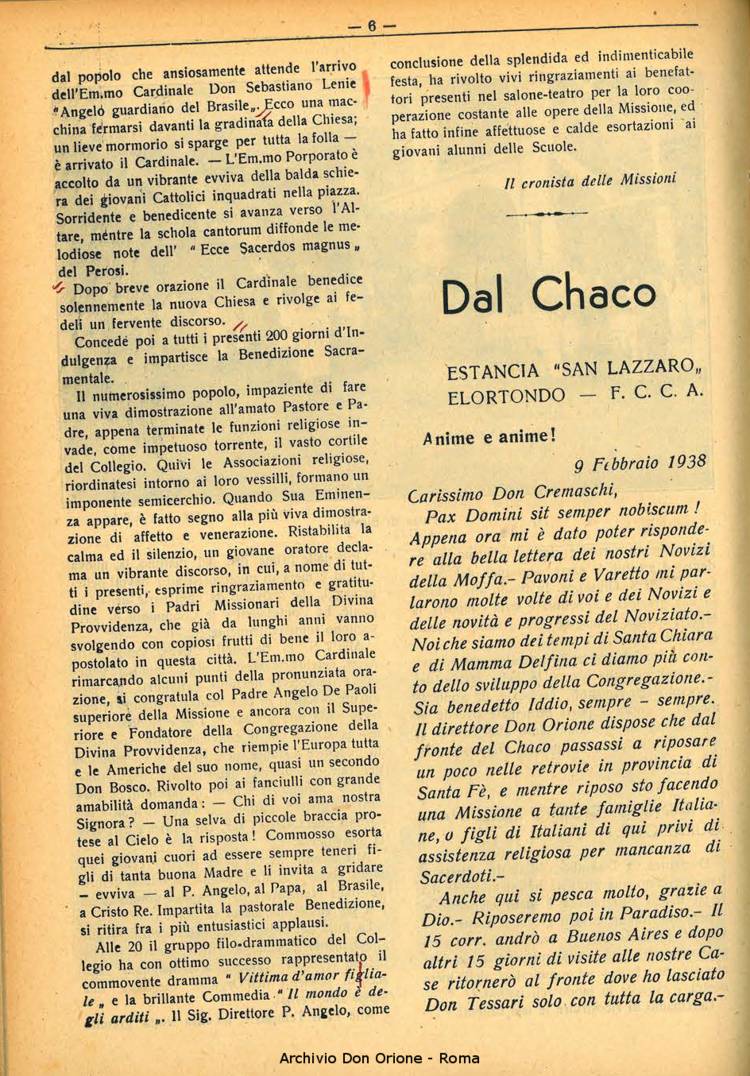 — 6 —
dal popolo che ansiosamente attende l'arrivo
dell'Em.mo Cardinale Don Sebastiano Lenie
"Angelo guardiano del Brasile„. Ecco una mac-
china fermarsi davanti la gradinata della Chiesa;
un lieve mormorio si sparge per tutta la folla —
è arrivato il Cardinale. — L'Em.mo Porporato è
accolto da un vibrante evviva della balda schie-
ra dei giovani Cattolici inquadrati nella piazza.
Sorridente e benedicente si avanza verso l'Al-
tare, mentre la schola cantorum diffonde le me-
lodiose note dell' " Ecce Sacerdos magnus „
del Perosi.
Dopo breve orazione il Cardinale benedice
solennemente la nuova Chiesa e rivolge ai fe-
deli un fervente discorso.
Concede poi a tutti i presenti 200 giorni d'In-
dulgenza e impartisce la Benedizione Sacra-
mentale.
Il numerosissimo popolo, impaziente di fare
una viva dimostrazione all'amato Pastore e Pa-
dre, appena terminate le funzioni religiose in-
vade, come impetuoso torrente, il vasto cortile
del Collegio. Quivi le Associazioni religiose,
riordinatesi intorno ai loro vessilli, formano un
imponente semicerchio. Quando Sua Eminen-
za appare, è fatto segno alla più viva dimostra-
zione di affetto e venerazione. Ristabilita la
calma ed il silenzio, un giovane oratore decla-
ma un vibrante discorso, in cui, a nome di tut-
ti i presenti, esprime ringraziamento e gratitu-
dine verso i Padri Missionari della Divina
Provvidenza, che già da lunghi anni vanno
svolgendo con copiosi frutti di bene il loro a-
postolato in questa città. L'Em.mo Cardinale
rimarcando alcuni punti della pronunziata ora-
zione, si congratula col Padre Angelo De Paoli
superiore della Missione e ancora con il Supe-
riore e Fondatore della Congregazione della
Divina Provvidenza, che riempie l'Europa tutta
e le Americhe del suo nome, quasi un secondo
Don Bosco. Rivolto poi ai fanciulli con grande
amabilità domanda : — Chi di voi ama nostra
Signora ? — Una selva di piccole braccia pro-
tese al Cielo è la risposta ! Commosso esorta
quei giovani cuori ad essere sempre teneri fi-
gli di tanta buona Madre e li invita a gridare
— evviva — al P. Angelo, al Papa, al Brasile,
a Cristo Re. Impartita la pastorale Benedizione,
si ritira fra i più entusiastici applausi.
Alle 20 il gruppo filo-drammatico del Col-
legio ha con ottimo successo rappresentato il
commovente dramma " Vittima d'amor figlia-
le „ e la brillante Commedia " Il mondo è de-
gli arditi „. Il Sig. Direttore P. Angelo, come
conclusione della splendida ed indimenticabile
festa, ha rivolto vivi ringraziamenti ai benefat-
tori presenti nel salone-teatro per la loro coo-
perazione costante alle opere della Missione, ed
ha fatto infine affettuose e calde esortazioni ai
giovani alunni delle Scuole.
Il cronista delle Missioni
Dal Chaco
ESTANCIA "SAN LAZZARO„
ELORTONDO — F. C. C. A.
Anime e anime!
9 Febbraio 1938
Carissimo Don Cremaschi,
Pax Domini sit semper nobiscum !
Appena ora mi è dato poter risponde-
re alla bella lettera dei nostri Novizi
della Moffa.- Pavoni e Varetto mi par-
larono molte volte di voi e dei Novizi e
delle novità e progressi del Noviziato.-
Noi che siamo dei tempi di Santa Chiara
e di Mamma Delfina ci diamo più con-
to dello sviluppo della Congregazione.-
Sia benedetto Iddio, sempre - sempre.
Il direttore Don Orione dispose che dal
fronte del Chaco passassi a riposare
un poco nelle retrovie in provincia di
Santa Fè, e mentre riposo sto facendo
una Missione a tante famiglie Italia-
ne, o figli di Italiani di qui privi di
assistenza religiosa per mancanza di
Sacerdoti.-
Anche qui si pesca molto, grazie a
Dio.- Riposeremo poi in Paradiso.- Il
15 corr. andrò a Buenos Aires e dopo
altri 15 giorni di visite alle nostre Ca-
se ritornerò al fronte dove ho lasciato
Don Tessari solo con tutta la carga.-
Archivio Don Orione - Roma